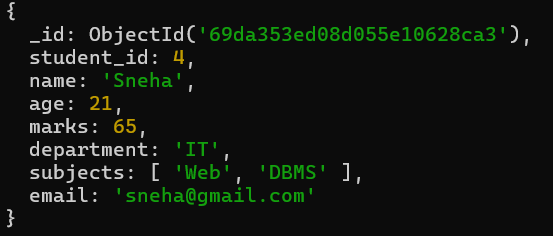 {
  _id: ObjectId('69da353ed08d055e10628ca3'),
  student_id: 4,
  name: 'Sneha',
  age: 21,
  marks: 65,
  department: 'IT',
  subjects: [ 'Web', 'DBMS' ],
  email: 'sneha@gmail.com'
}